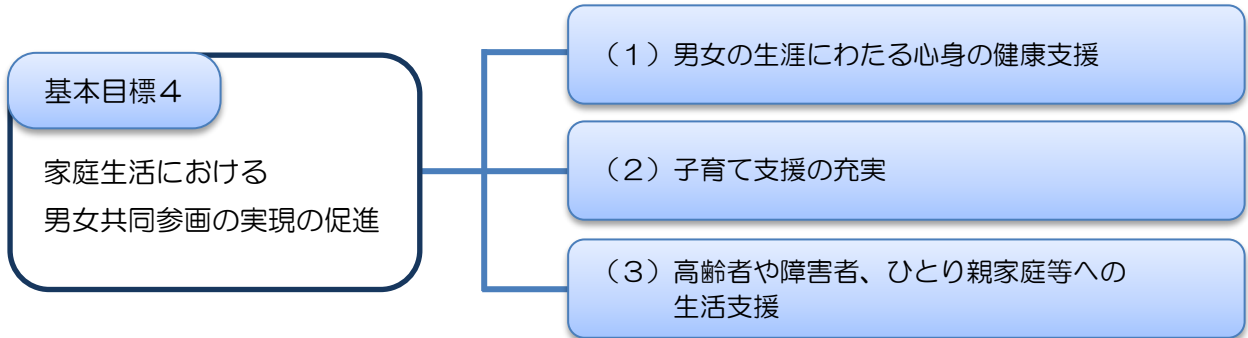 基本目標４
家庭生活における
男女共同参画の実現の促進
（１）男女の生涯にわたる心身の健康支援
（２）子育て支援の充実
（３）高齢者や障害者、ひとり親家庭等への
生活支援